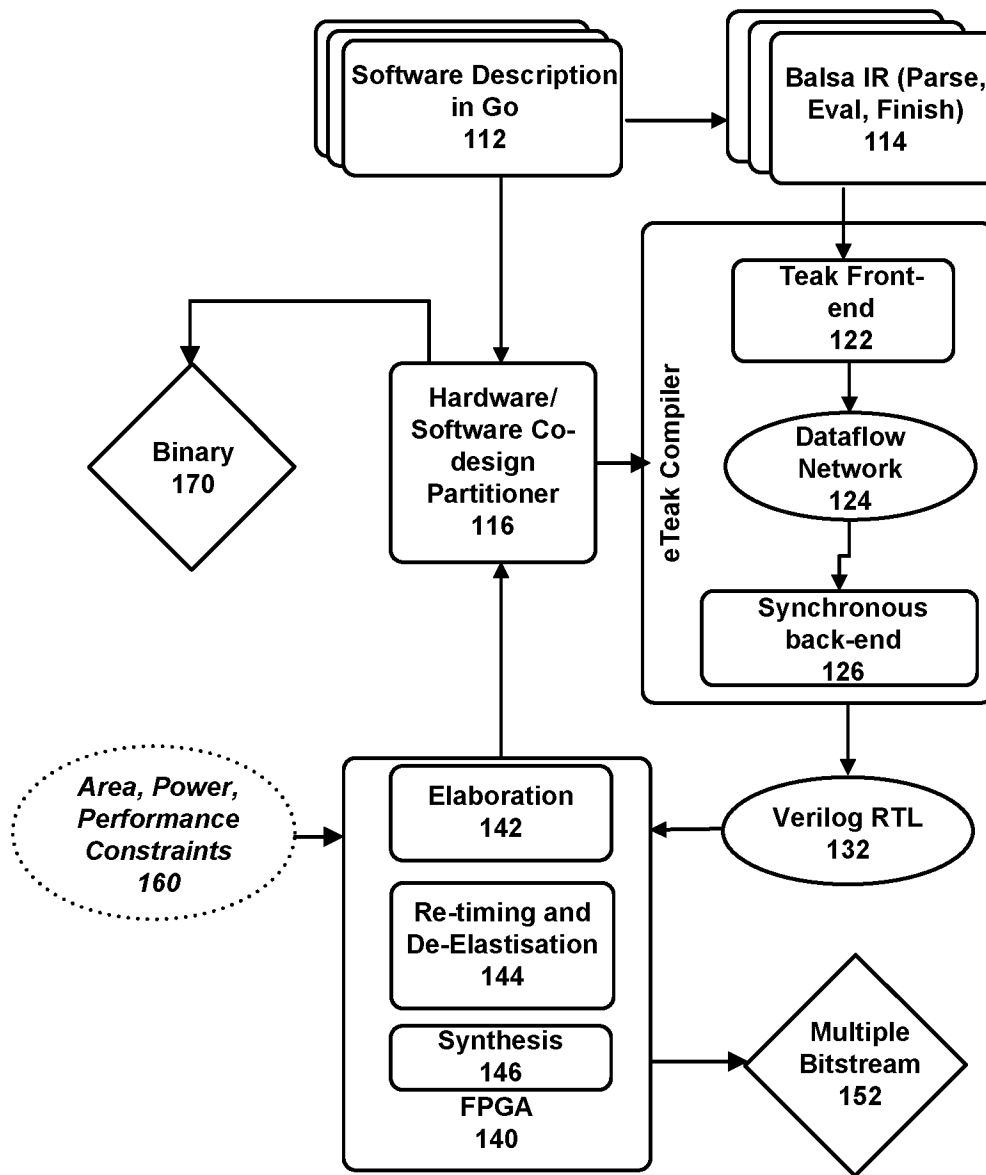 Software Description
in Go
112
Balsa IR (Parse,
Eval, Finish)
114
Teak Front-
end
122
eTeak Compiler
Dataflow
Network
124
Synchronous
back-end
126
Hardware/
Software Co-
design
Partitioner
116
Binary
170
Area, Power,
Performance
Constraints
160
Elaboration
142
Re-timing and
De-Elastisation
144
Synthesis
146
FPGA
140
Verilog RTL
132
Multiple
Bitstream
152